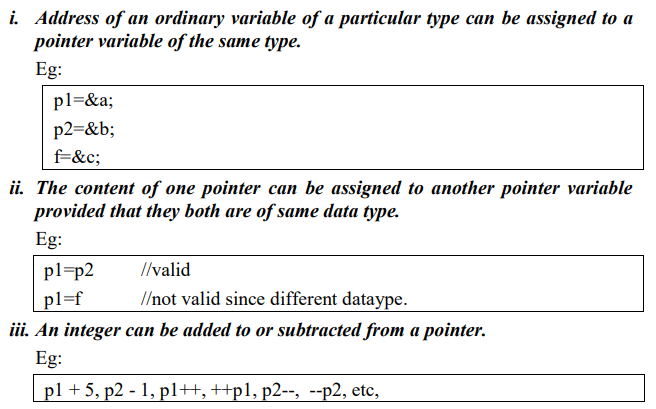 i. Address of an ordinary variable of a particular type can be assigned to a
pointer variable of the same type.
Eg:
p1=&a;
p2=&b;
f=&c;
ii. The content of one pointer can be assigned to another pointer variable
provided that they both are of same data type.
Eg:
p1=p2 //valid
p1=f //not valid since different dataype.
iii. An integer can be added to or subtracted from a pointer.
Eg:
p1 + 5, p2 - 1, p1++, ++p1, p2--, --p2, etc,